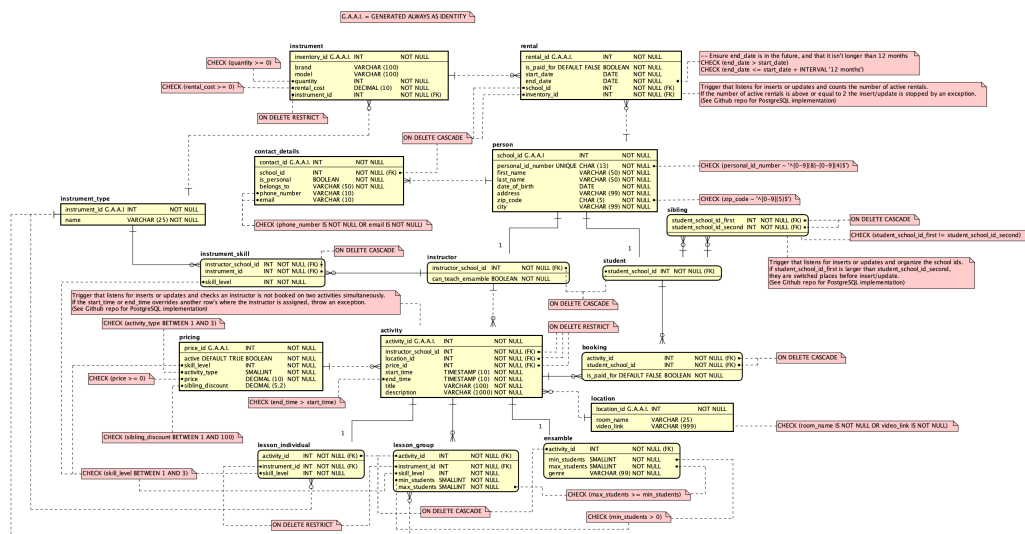 G.A.A.I. = GENERATED ALWAYS AS IDENTITY
instrument
inventory_id G.A.A.I. INT NOT NULL
brand VARCHAR (100)
model VARCHAR (100)
quantity INT NOT NULL
rental_cost DECIMAL (10) NOT NULL
instrument_id INT NOT NULL (FK)
CHECK (quantity >= 0)
CHECK (rental_cost >= 0)
ON DELETE RESTRICT
rental
rental_id G.A.A.I. INT NOT NULL
is_paid_for DEFAULT FALSE BOOLEAN NOT NULL
start_date DATE NOT NULL
end_date DATE NOT NULL
school_id INT NOT NULL (FK)
inventory_id INT NOT NULL (FK)
-- Ensure end_date is in the future, and that it isn't longer than 12 months
CHECK (end_date > start_date)
CHECK (end_date <= start_date + INTERVAL '12 months')
Trigger that listens for inserts or updates and counts the number of active rentals.
If the number of active rentals is above or equal to 2 the insert/update is stopped by an exception.
(See Github repo for PostgreSQL implementation)
ON DELETE CASCADE
contact_details
contact_id G.A.A.I. INT NOT NULL
school_id INT NOT NULL (FK)
is_personal BOOLEAN NOT NULL
belongs_to VARCHAR (50) NOT NULL
phone_number VARCHAR (10)
email VARCHAR (10)
CHECK (phone_number IS NOT NULL OR email IS NOT NULL)
person
school_id G.A.A.I INT NOT NULL
personal_id_number UNIQUE CHAR (13) NOT NULL
first_name VARCHAR (50) NOT NULL
last_name VARCHAR (50) NOT NULL
date_of_birth DATE NOT NULL
address VARCHAR (99) NOT NULL
zip_code CHAR (5) NOT NULL
city VARCHAR (99) NOT NULL
CHECK (personal_id_number ~ '^[0-9]{8}-[0-9]{4}$')
CHECK (zip_code ~ '^[0-9]{5}$')
instrument_type
instrument_id G.A.A.I INT NOT NULL
name VARCHAR (25) NOT NULL
sibling
student_school_id_first INT NOT NULL (FK)
student_school_id_second INT NOT NULL (FK)
ON DELETE CASCADE
CHECK (student_school_id_first != student_school_id_second)
Trigger that listens for inserts or updates and organize the school ids.
If student_school_id_first is larger than student_school_id_second,
they are switched places before insert/update.
(See Github repo for PostgreSQL implementation)
ON DELETE CASCADE
instrument_skill
instructor_school_id INT NOT NULL (FK)
instrument_id INT NOT NULL (FK)
skill_level INT NOT NULL
instructor
instructor_school_id INT NOT NULL (FK)
can_teach_ensamble BOOLEAN NOT NULL
student
student_school_id INT NOT NULL (FK)
ON DELETE CASCADE
Trigger that listens for inserts or updates and checks an instructor is not booked on two activities simultaneously.
If the start_time or end_time overrides another row's where the instructor is assigned, throw an exception.
(See Github repo for PostgreSQL implementation)
CHECK (activity_type BETWEEN 1 AND 3)
ON DELETE RESTRICT
pricing
price_id G.A.A.I. INT NOT NULL
active DEFAULT TRUE BOOLEAN NOT NULL
skill_level INT NOT NULL
activity_type SMALLINT NOT NULL
price DECIMAL (10) NOT NULL
sibling_discount DECIMAL (5,2)
CHECK (price >= 0)
activity
activity_id G.A.A.I. INT NOT NULL
instructor_school_id INT NOT NULL (FK)
location_id INT NOT NULL (FK)
price_id INT NOT NULL (FK)
start_time TIMESTAMP (10) NOT NULL
end_time TIMESTAMP (10) NOT NULL
title VARCHAR (100) NOT NULL
description VARCHAR (1000) NOT NULL
CHECK (end_time > start_time)
booking
activity_id INT NOT NULL (FK)
student_school_id INT NOT NULL (FK)
is_paid_for DEFAULT FALSE BOOLEAN NOT NULL
ON DELETE CASCADE
location
location_id G.A.A.I. INT NOT NULL
room_name VARCHAR (25)
video_link VARCHAR (999)
CHECK (room_name IS NOT NULL OR video_link IS NOT NULL)
CHECK (sibling_discount BETWEEN 1 AND 100)
CHECK (skill_level BETWEEN 1 AND 3)
lesson_individual
activity_id INT NOT NULL (FK)
instrument_id INT NOT NULL (FK)
skill_level INT NOT NULL
lesson_group
activity_id INT NOT NULL (FK)
instrument_id INT NOT NULL (FK)
skill_level INT NOT NULL
min_students SMALLINT NOT NULL
max_students SMALLINT NOT NULL
ensamble
activity_id INT NOT NULL (FK)
min_students SMALLINT NOT NULL
max_students SMALLINT NOT NULL
genre VARCHAR (99) NOT NULL
1
1
1
1
CHECK (max_students >= min_students)
ON DELETE CASCADE
CHECK (min_students > 0)
ON DELETE RESTRICT